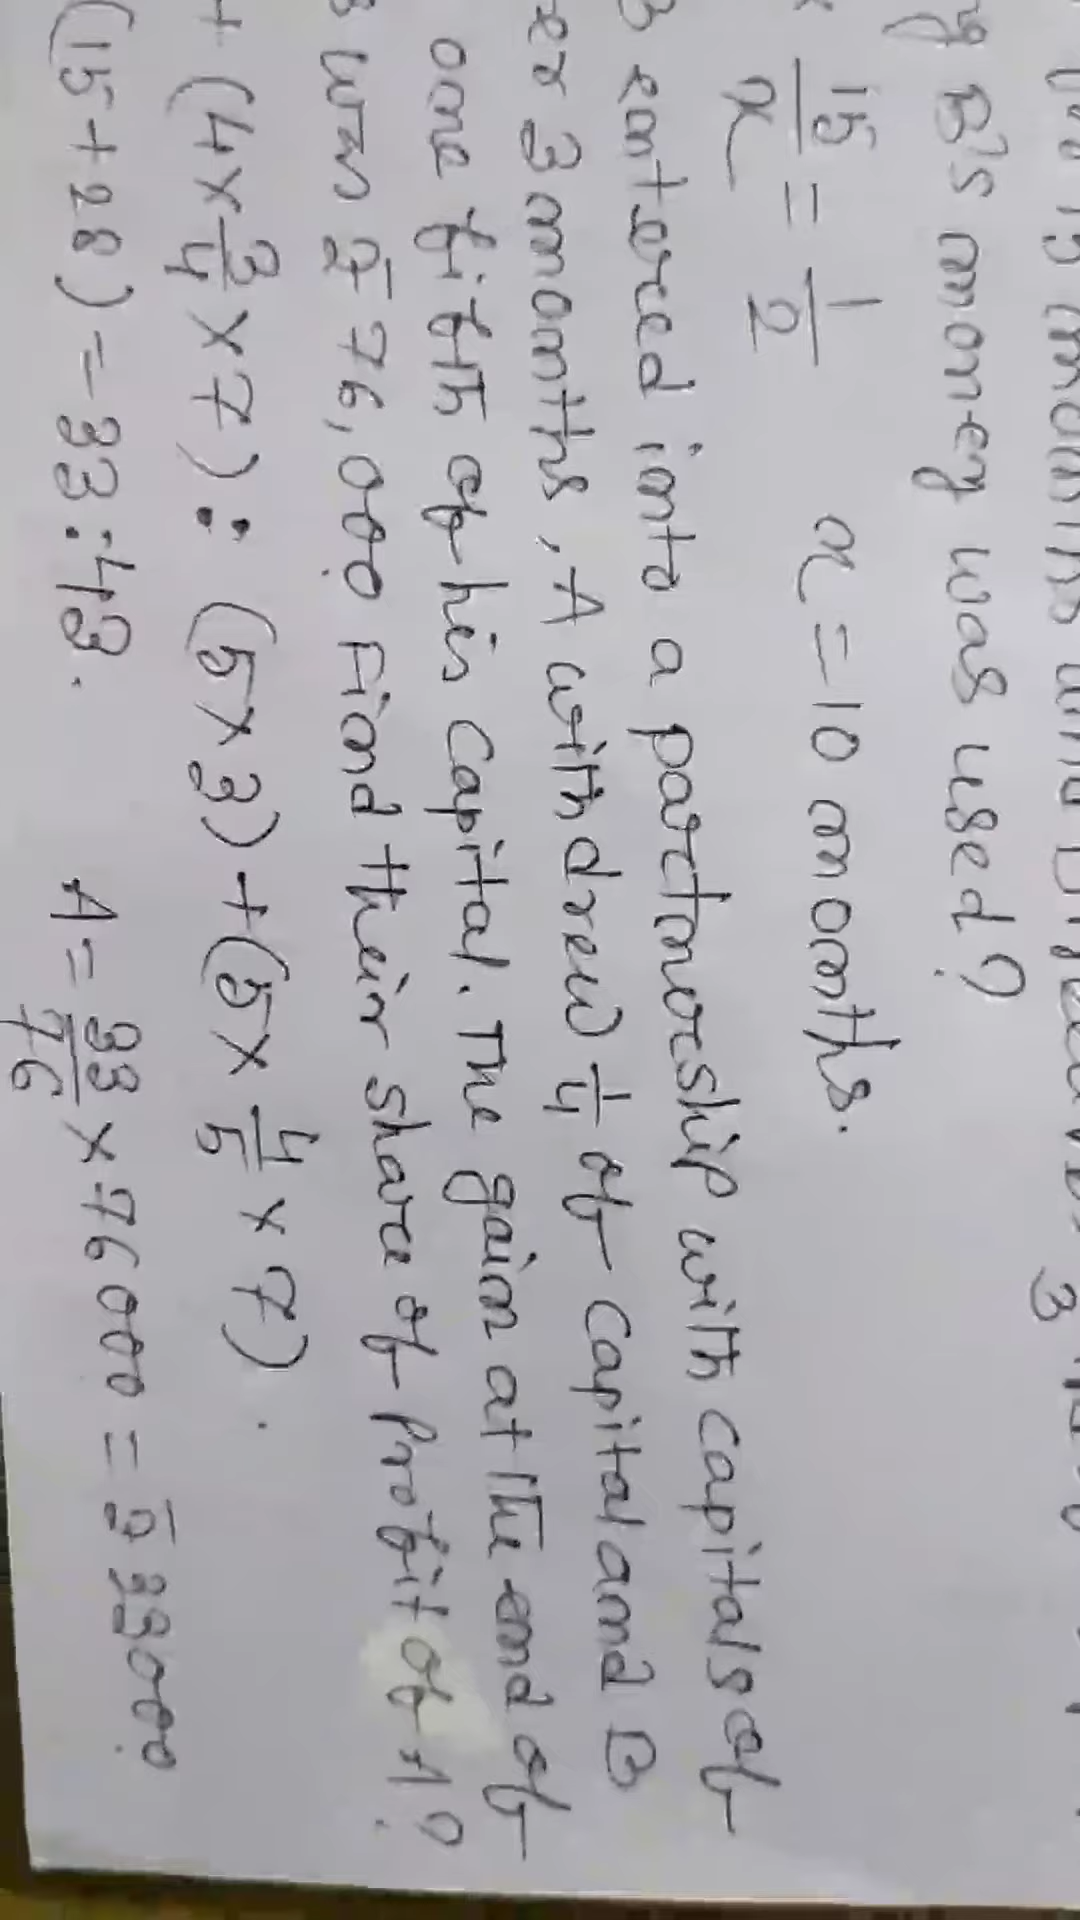 B's money was used?
15/x = 1/2 x = 10 months.
B entered into a partnership with capitals of
3 months, A withdrew 1/4 of capital and B
one fifth of his capital. The gain at the end of
was ₹ 76,000 Find their share of profit of A?
+ (4 × 3/4 × 7) : (5 × 3) + (5 × 4/5 × 7).
(15 + 28) = 33 : 43. A = 33/76 × 76000 = ₹ 33000